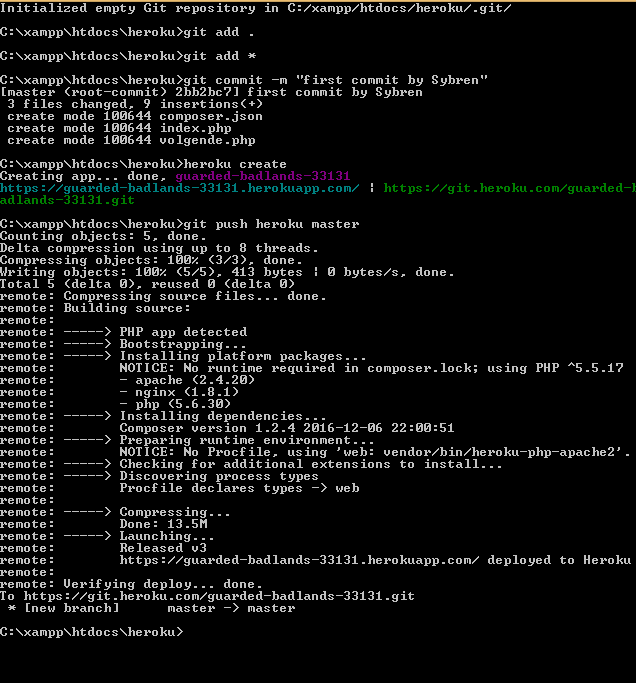 Initialized empty Git repository in C:/xampp/htdocs/heroku/.git/
C:\xampp\htdocs\heroku>git add .
C:\xampp\htdocs\heroku>git add *
C:\xampp\htdocs\heroku>git commit -m "first commit by Sybren"
[master (root-commit) 2bb2bc7] first commit by Sybren
 3 files changed, 9 insertions(+)
 create mode 100644 composer.json
 create mode 100644 index.php
 create mode 100644 volgende.php
C:\xampp\htdocs\heroku>heroku create
Creating app... done, guarded-badlands-33131
https://guarded-badlands-33131.herokuapp.com/ | https://git.heroku.com/guarded-b
adlands-33131.git
C:\xampp\htdocs\heroku>git push heroku master
Counting objects: 5, done.
Delta compression using up to 8 threads.
Compressing objects: 100% (3/3), done.
Writing objects: 100% (5/5), 413 bytes | 0 bytes/s, done.
Total 5 (delta 0), reused 0 (delta 0)
remote: Compressing source files... done.
remote: Building source:
remote:
remote: -----> PHP app detected
remote: -----> Bootstrapping...
remote: -----> Installing platform packages...
remote:        NOTICE: No runtime required in composer.lock; using PHP ^5.5.17
remote:        - apache (2.4.20)
remote:        - nginx (1.8.1)
remote:        - php (5.6.30)
remote: -----> Installing dependencies...
remote:        Composer version 1.2.4 2016-12-06 22:00:51
remote: -----> Preparing runtime environment...
remote:        NOTICE: No Procfile, using 'web: vendor/bin/heroku-php-apache2'.
remote: -----> Checking for additional extensions to install...
remote: -----> Discovering process types
remote:        Procfile declares types -> web
remote:
remote: -----> Compressing...
remote:        Done: 13.5M
remote: -----> Launching...
remote:        Released v3
remote:        https://guarded-badlands-33131.herokuapp.com/ deployed to Heroku
remote:
remote: Verifying deploy... done.
To https://git.heroku.com/guarded-badlands-33131.git
 * [new branch]      master -> master
C:\xampp\htdocs\heroku>